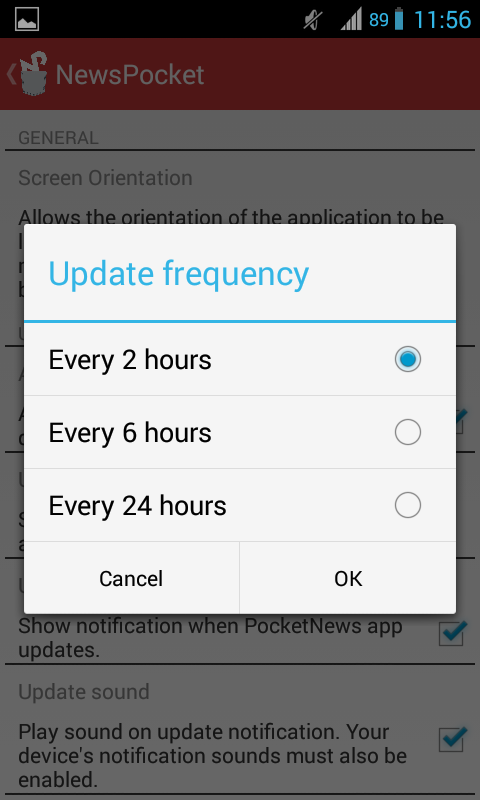 89 11:56
NewsPocket
GENERAL
Screen Orientation
Allows the orientation of the application to be
Update frequency
Every 2 hours
Every 6 hours
Every 24 hours
Cancel OK
Show notification when PocketNews app
updates.
Update sound
Play sound on update notification. Your
device's notification sounds must also be
enabled.